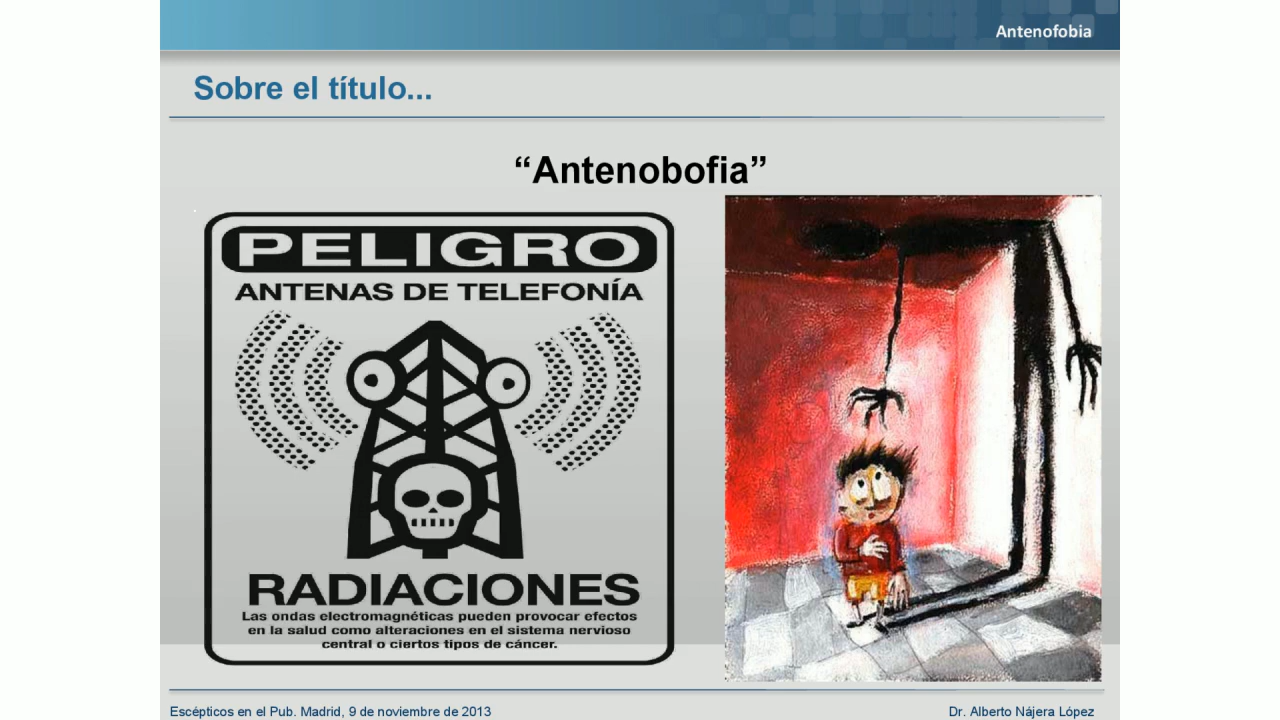 Antenofobia
Sobre el título...
“Antenobofia”
PELIGRO
ANTENAS DE TELEFONÍA
RADIACIONES
Las ondas electromagnéticas pueden provocar efectos
en la salud como alteraciones en el sistema nervioso
central o ciertos tipos de cáncer.
Escépticos en el Pub. Madrid, 9 de noviembre de 2013
Dr. Alberto Nájera López